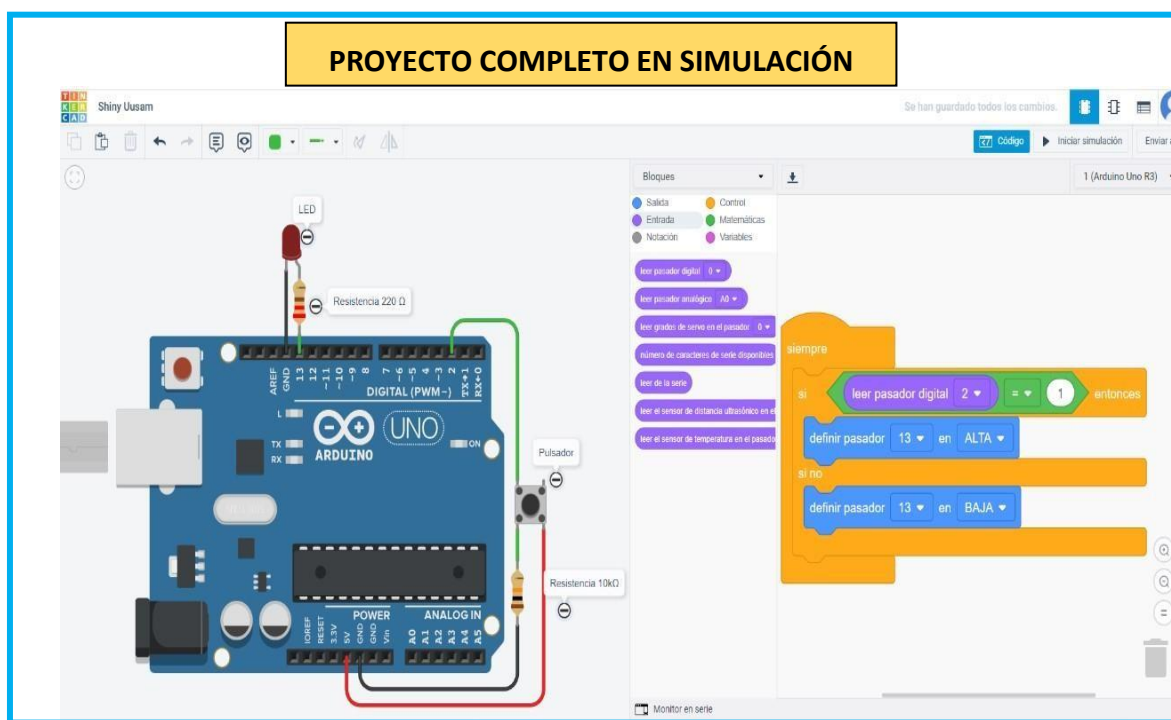 PROYECTO COMPLETO EN SIMULACIÓN
TIN
KER
CAD
Shiny Uusam
Se han guardado todos los cambios.
Código
Iniciar simulación
Enviar a
Bloques
1 (Arduino Uno R3)
Salida
Control
Entrada
Matemáticas
Notación
Variables
leer pasador digital 0
leer pasador analógico A0
leer grados de servo en el pasador 0
número de caracteres de serie disponibles
leer de la serie
leer el sensor de distancia ultrasónico en el
leer el sensor de temperatura en el pasado
siempre
si leer pasador digital 2 = 1 entonces
definir pasador 13 en ALTA
si no
definir pasador 13 en BAJA
LED
Resistencia 220 Ω
AREF
GND
13
12
~11
~10
~9
8
7
~6
~5
4
~3
2
TX→1
RX←0
DIGITAL (PWM~)
L
TX
RX
UNO
ARDUINO
ON
Pulsador
Resistencia 10kΩ
POWER
ANALOG IN
IOREF
RESET
3.3V
5V
GND
GND
Vin
A0
A1
A2
A3
A4
A5
Monitor en serie